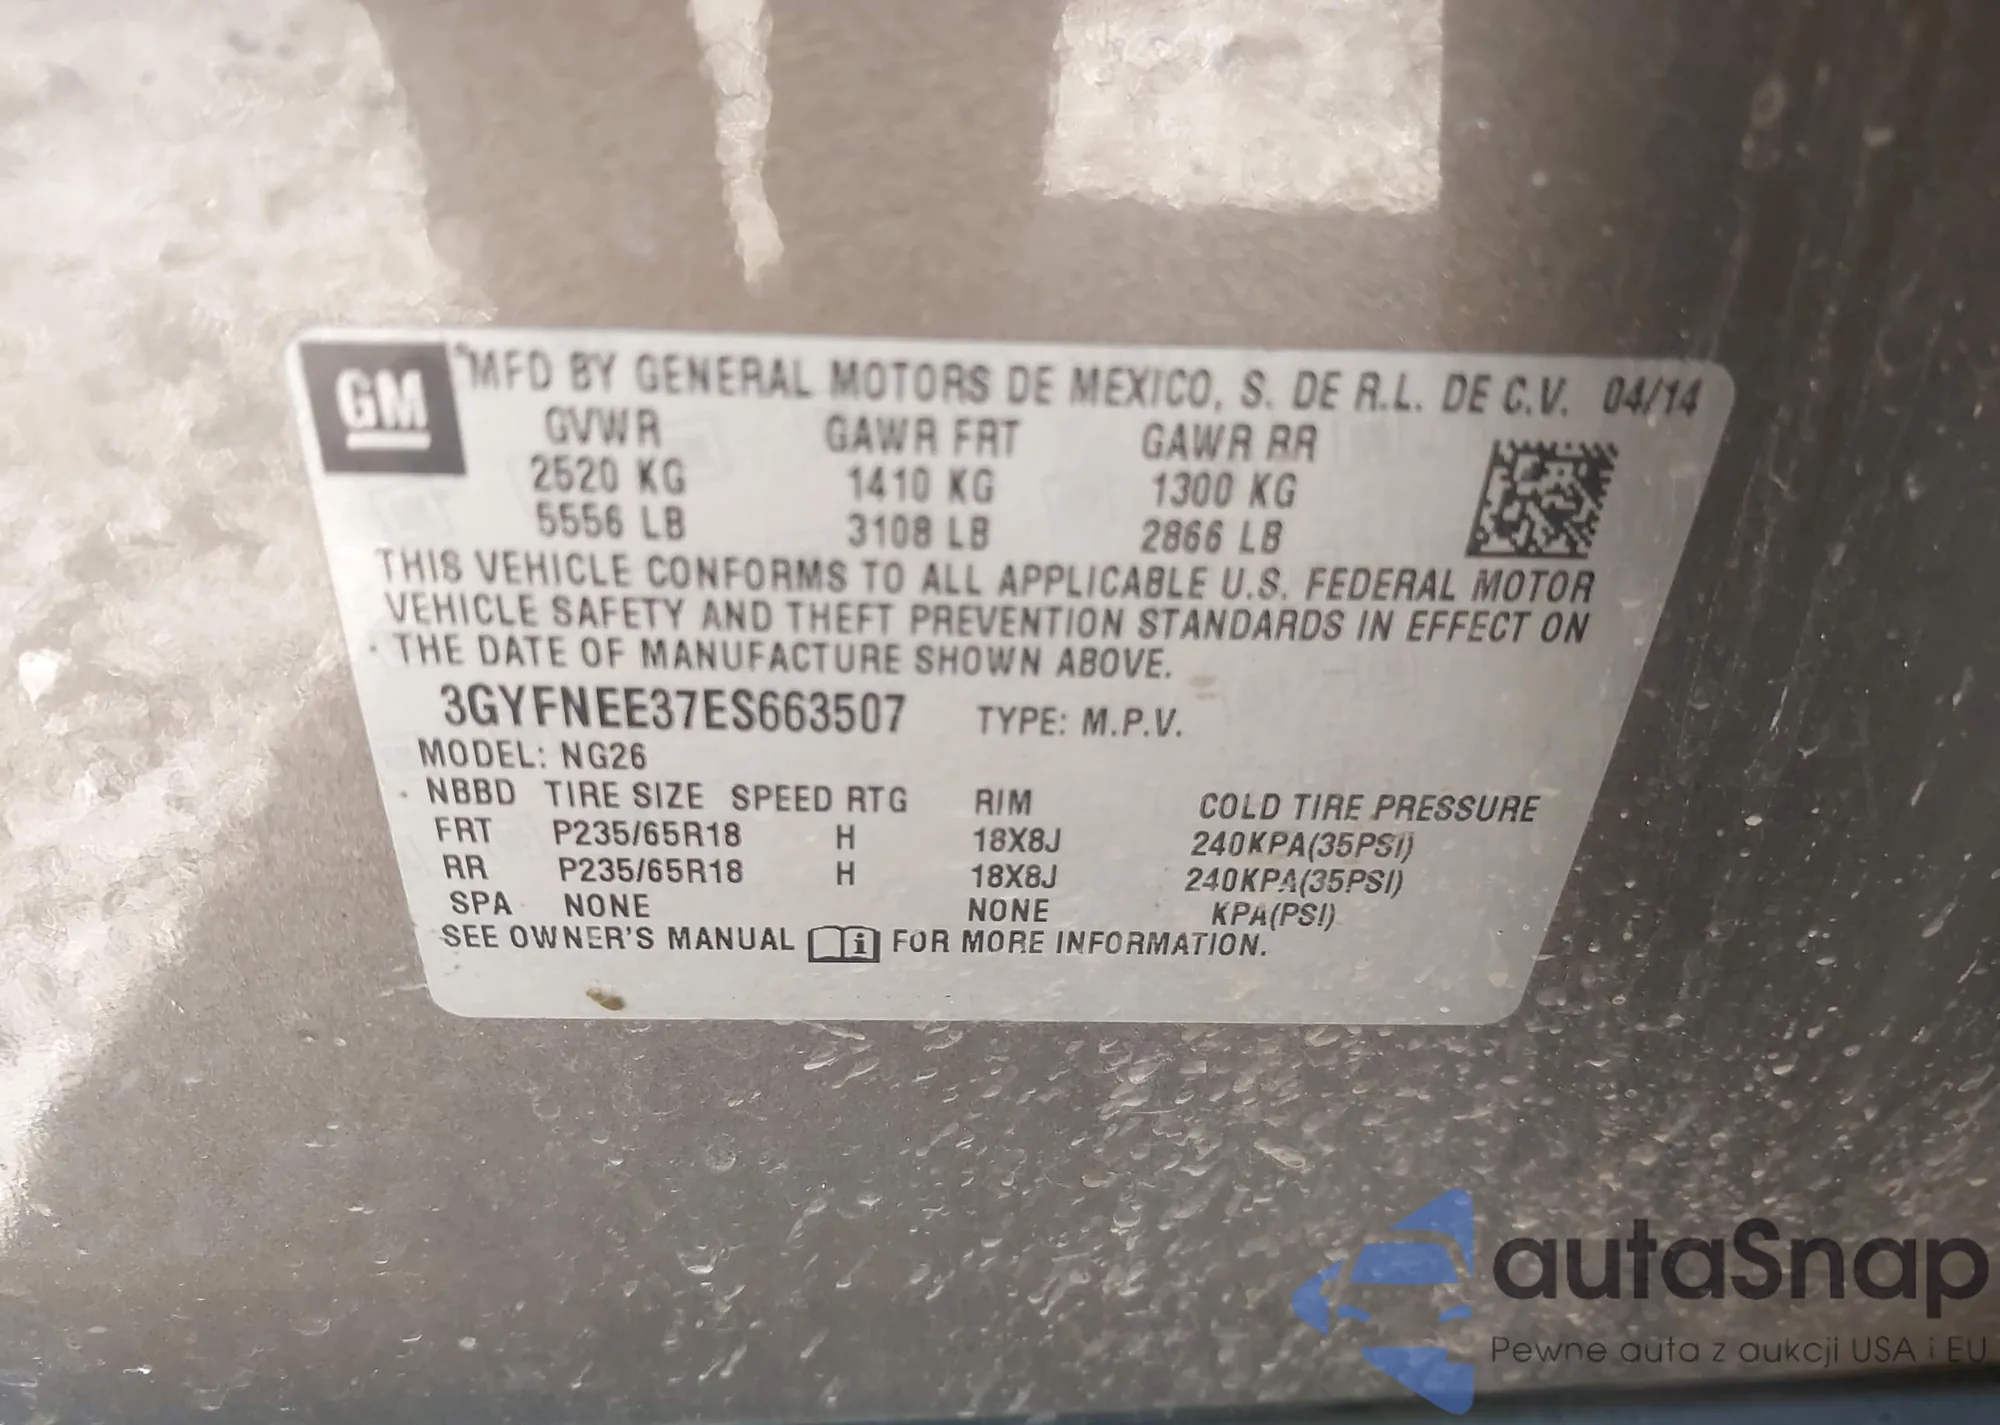 GM
MFD BY GENERAL MOTORS DE MEXICO, S. DE R.L. DE C.V. 04/14
GVWR GAWR FRT GAWR RR
2520 KG 1410 KG 1300 KG
5556 LB 3108 LB 2866 LB
THIS VEHICLE CONFORMS TO ALL APPLICABLE U.S. FEDERAL MOTOR
VEHICLE SAFETY AND THEFT PREVENTION STANDARDS IN EFFECT ON
THE DATE OF MANUFACTURE SHOWN ABOVE.
3GYFNEE37ES663507 TYPE: M.P.V.
MODEL: NG26
NBBD TIRE SIZE SPEED RTG RIM COLD TIRE PRESSURE
FRT P235/65R18 H 18X8J 240KPA(35PSI)
RR P235/65R18 H 18X8J 240KPA(35PSI)
SPA NONE NONE KPA(PSI)
SEE OWNER'S MANUAL i FOR MORE INFORMATION.
autaSnap
Pewne auta z aukcji USA i EU